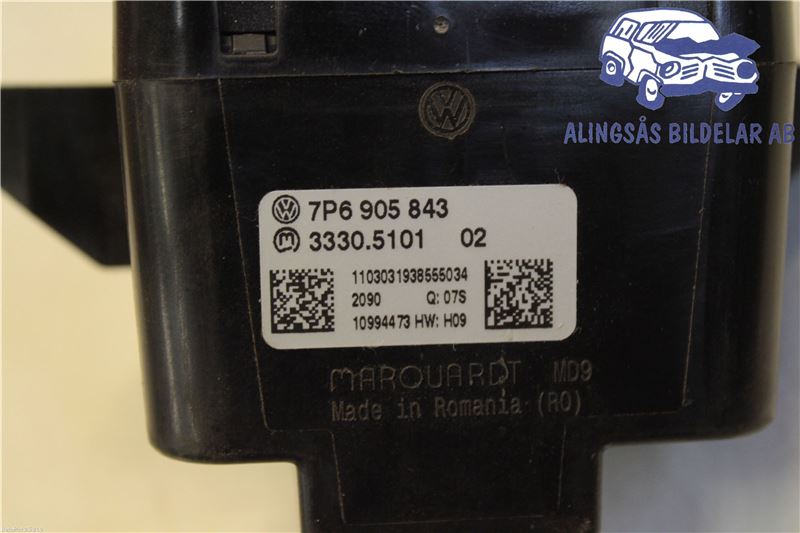 ALINGSÅS BILDELAR AB
7P6 905 843
3330.5101 02
1103031938555034
2090 Q: 07S
10994473 HW: H09
MARQUARDT MD9
Made in Romania (RO)